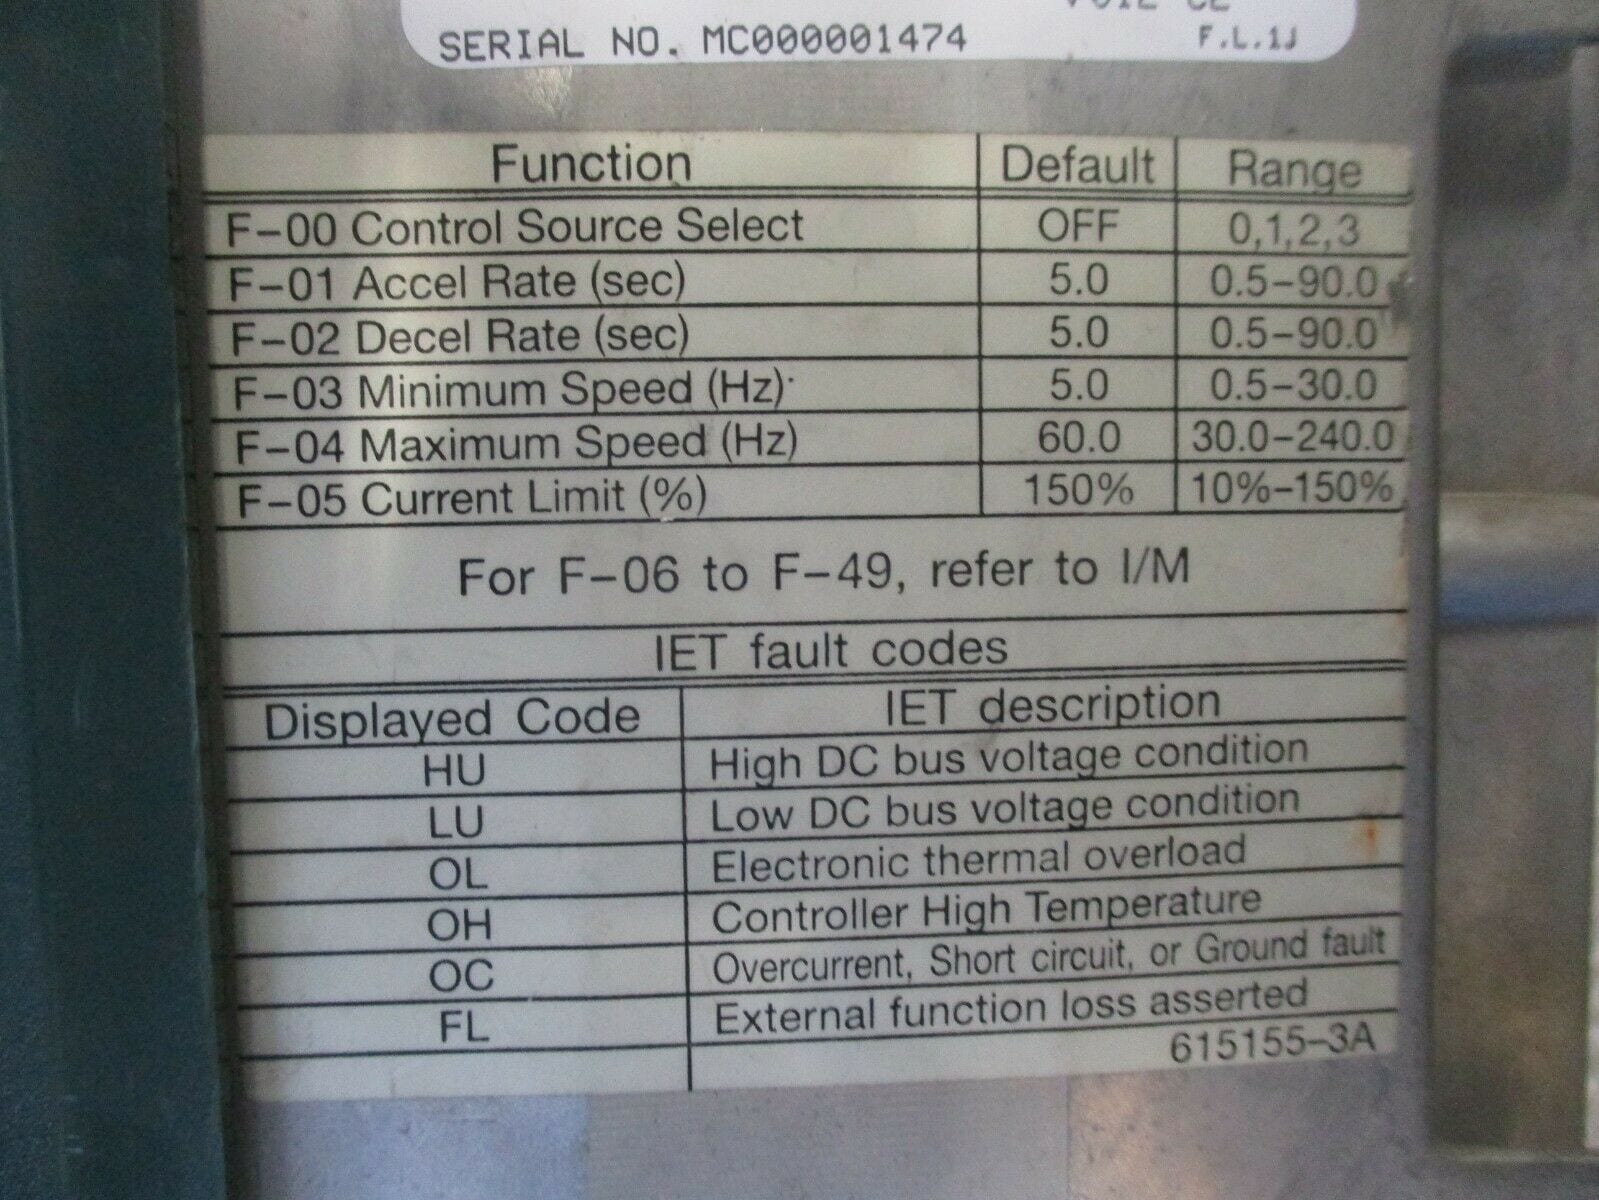 SERIAL NO. MC000001474 F.L.1J
Function Default Range
F-00 Control Source Select OFF 0,1,2,3
F-01 Accel Rate (sec) 5.0 0.5-90.0
F-02 Decel Rate (sec) 5.0 0.5-90.0
F-03 Minimum Speed (Hz) 5.0 0.5-30.0
F-04 Maximum Speed (Hz) 60.0 30.0-240.0
F-05 Current Limit (%) 150% 10%-150%
For F-06 to F-49, refer to I/M
IET fault codes
Displayed Code IET description
HU High DC bus voltage condition
LU Low DC bus voltage condition
OL Electronic thermal overload
OH Controller High Temperature
OC Overcurrent, Short circuit, or Ground fault
FL External function loss asserted
615155-3A